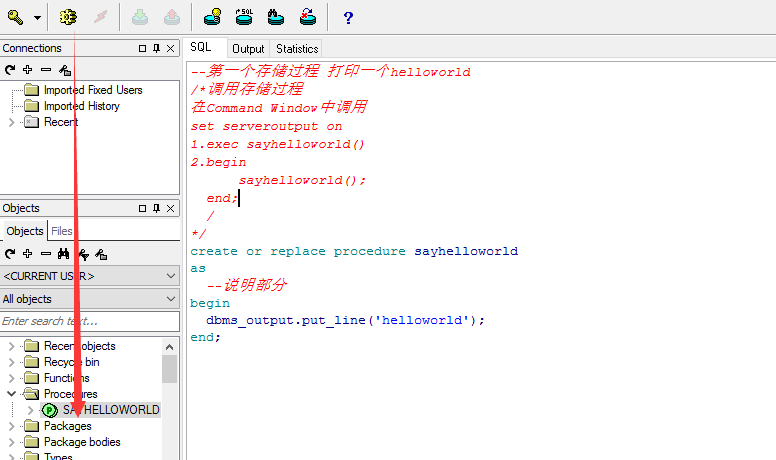 SQL
?
Connections
Imported Fixed Users
Imported History
Recent
Objects
Objects
Files
<CURRENT USER>
All objects
Enter search text...
Recent objects
Recycle bin
Functions
Procedures
SAYHELLOWORLD
Packages
Package bodies
Types
SQL
Output
Statistics
--第一个存储过程 打印一个helloworld
/*调用存储过程
在Command Window中调用
set serveroutput on
1.exec sayhelloworld()
2.begin
sayhelloworld();
end;
/
*/
create or replace procedure sayhelloworld
as
--说明部分
begin
dbms_output.put_line('helloworld');
end;